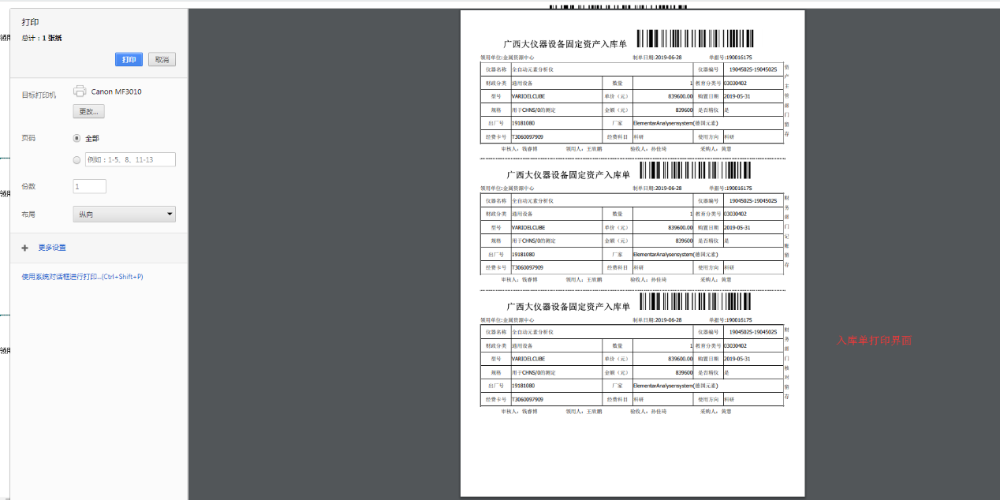 打印
总计：1 张纸
打印 取消
目标打印机 Canon MF3010
更改...
页码 全部
例如：1-5、8、11-13
份数 1
布局 纵向
更多设置
使用系统对话框进行打印...(Ctrl+Shift+P)
领用
领用
领用
广西大仪器设备固定资产入库单
领用单位:金属资源中心 制单日期:2019-06-28 单据号:19001617S
仪器名称 全自动元素分析仪 仪器编号 1904502S-1904502S
财政分类 通用设备 数量 1 教育分类号 03030402
型号 VARIOELCUBE 单价（元） 839600.00 购置日期 2019-05-31
规格 用于CHNS/O的测定 金额（元） 839600 是否精仪 是
出厂号 19181080 厂家 ElementarAnalysensystem(德国元素)
经费卡号 T3060097909 经费科目 科研 使用方向 科研
审核人：钱睿博 领用人：王欣鹏 验收人：孙佳琦 采购人：黄慧
资产主管部门留存
广西大仪器设备固定资产入库单
领用单位:金属资源中心 制单日期:2019-06-28 单据号:19001617S
仪器名称 全自动元素分析仪 仪器编号 1904502S-1904502S
财政分类 通用设备 数量 1 教育分类号 03030402
型号 VARIOELCUBE 单价（元） 839600.00 购置日期 2019-05-31
规格 用于CHNS/O的测定 金额（元） 839600 是否精仪 是
出厂号 19181080 厂家 ElementarAnalysensystem(德国元素)
经费卡号 T3060097909 经费科目 科研 使用方向 科研
审核人：钱睿博 领用人：王欣鹏 验收人：孙佳琦 采购人：黄慧
财务部门记账留存
广西大仪器设备固定资产入库单
领用单位:金属资源中心 制单日期:2019-06-28 单据号:19001617S
仪器名称 全自动元素分析仪 仪器编号 1904502S-1904502S
财政分类 通用设备 数量 1 教育分类号 03030402
型号 VARIOELCUBE 单价（元） 839600.00 购置日期 2019-05-31
规格 用于CHNS/O的测定 金额（元） 839600 是否精仪 是
出厂号 19181080 厂家 ElementarAnalysensystem(德国元素)
经费卡号 T3060097909 经费科目 科研 使用方向 科研
审核人：钱睿博 领用人：王欣鹏 验收人：孙佳琦 采购人：黄慧
财务部门核对留存
入库单打印界面